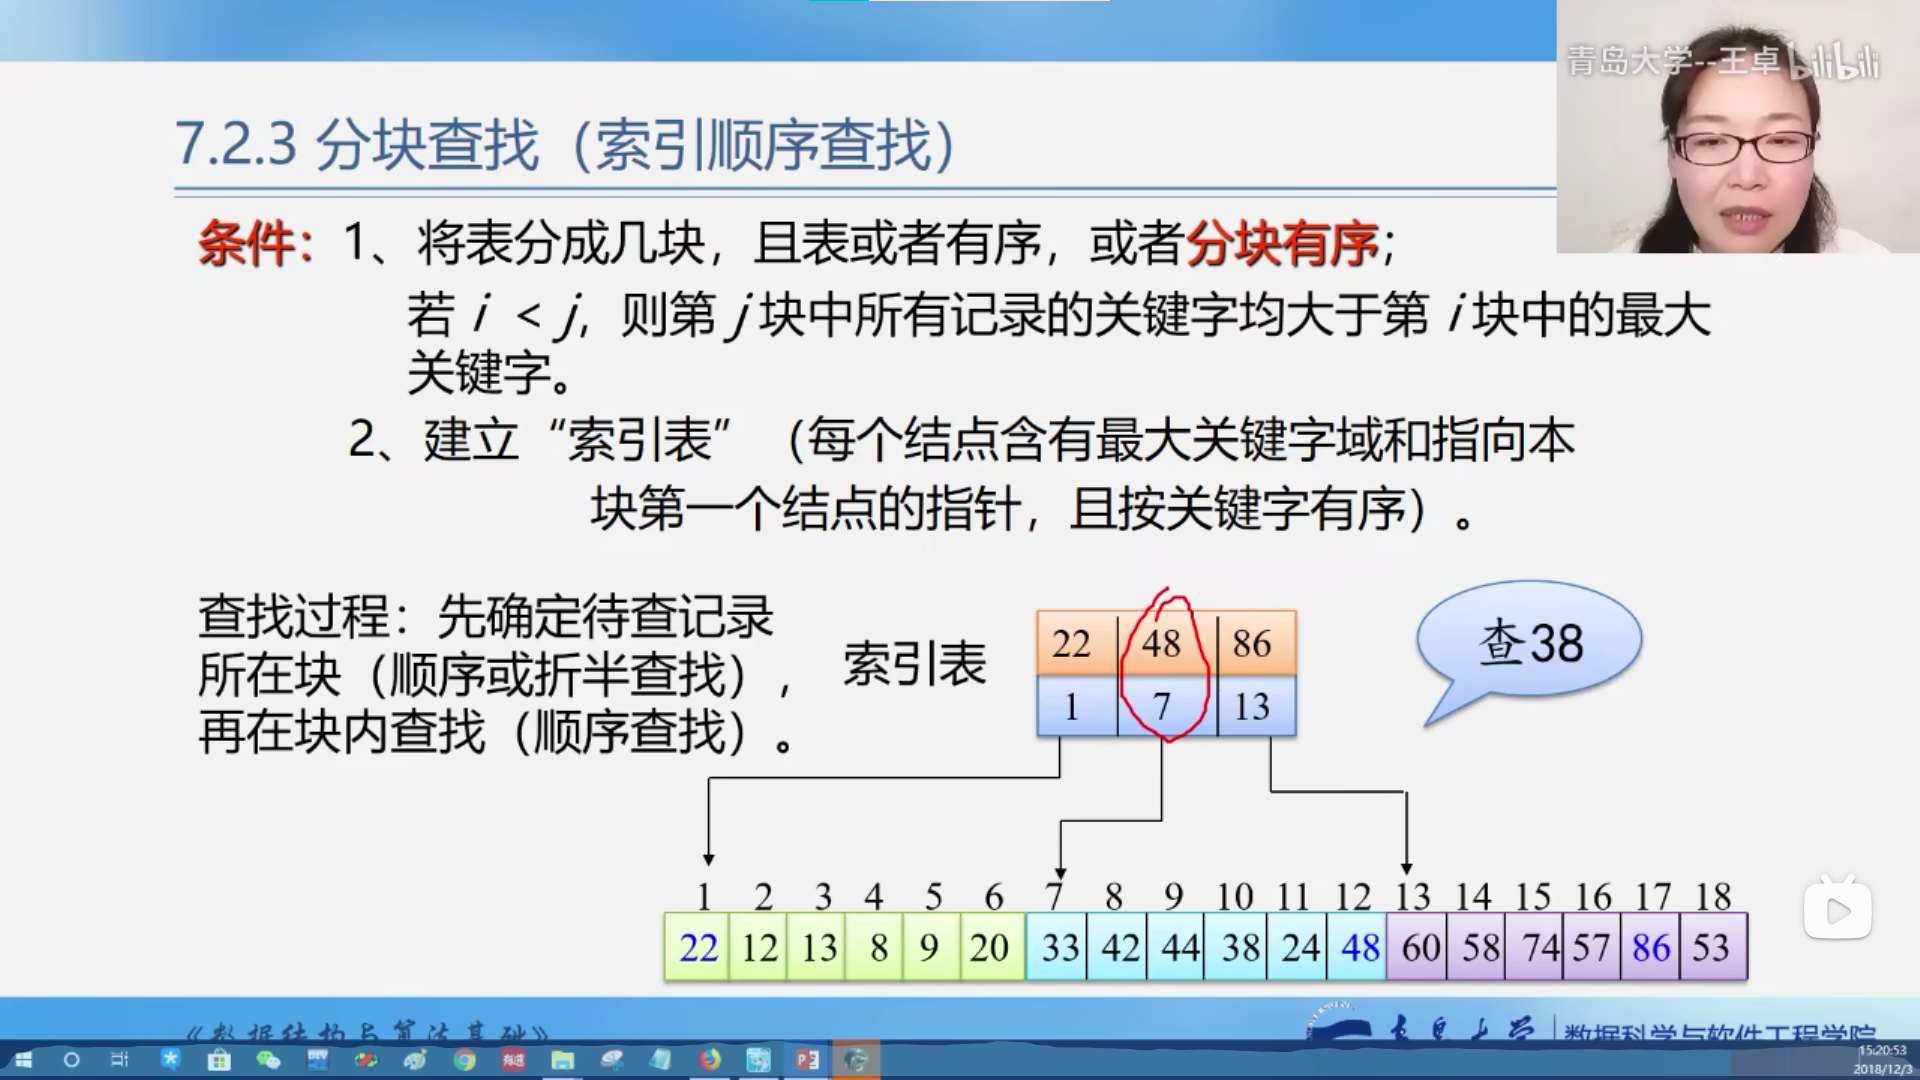 青岛大学--王卓 bilibili
7.2.3 分块查找（索引顺序查找）
条件：1、将表分成几块，且表或者有序，或者分块有序；
若 i < j，则第 j 块中所有记录的关键字均大于第 i 块中的最大
关键字。
2、建立“索引表”（每个结点含有最大关键字域和指向本
块第一个结点的指针，且按关键字有序）。
查找过程：先确定待查记录
所在块（顺序或折半查找），
再在块内查找（顺序查找）。
索引表
22 48 86
1 7 13
查38
1 2 3 4 5 6 7 8 9 10 11 12 13 14 15 16 17 18
22 12 13 8 9 20 33 42 44 38 24 48 60 58 74 57 86 53
《数据结构与算法基础》
青岛大学 数据科学与软件工程学院
DEV
有道
15:20:53
2018/12/3